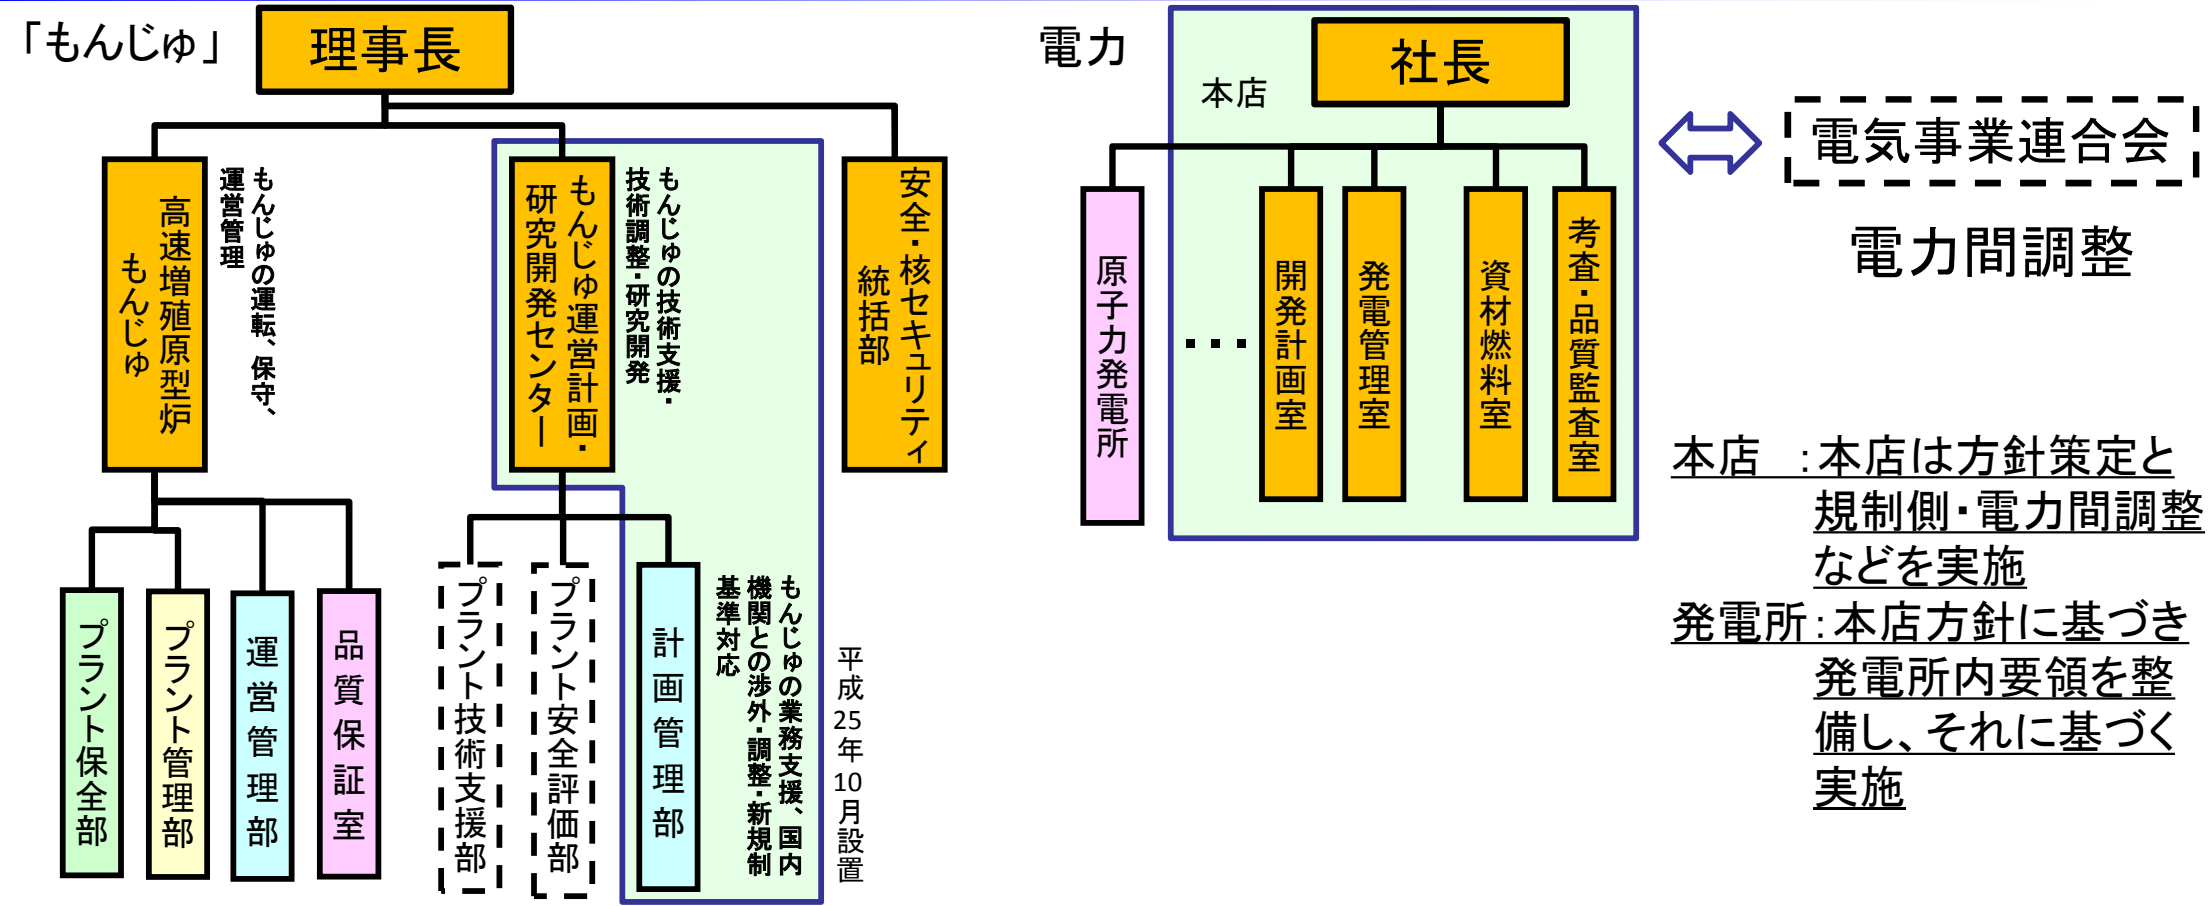 「もんじゅ」
理事長
高速増殖原型炉
もんじゅ
もんじゅの運転、保守、
運営管理
もんじゅ運営計画・
研究開発センター
もんじゅの技術支援・
技術調整・研究開発
安全・核セキュリティ
統括部
プラント保全部
プラント管理部
運営管理部
品質保証室
プラント技術支援部
プラント安全評価部
計画管理部
もんじゅの業務支援、国内
機関との渉外・調整・新規制
基準対応
平成25年10月設置
電力
本店
社長
原子力発電所
・・・
開発計画室
発電管理室
資材燃料室
考査・品質監査室
電気事業連合会
電力間調整
本店 :本店は方針策定と
規制側・電力間調整
などを実施
発電所:本店方針に基づき
発電所内要領を整
備し、それに基づく
実施